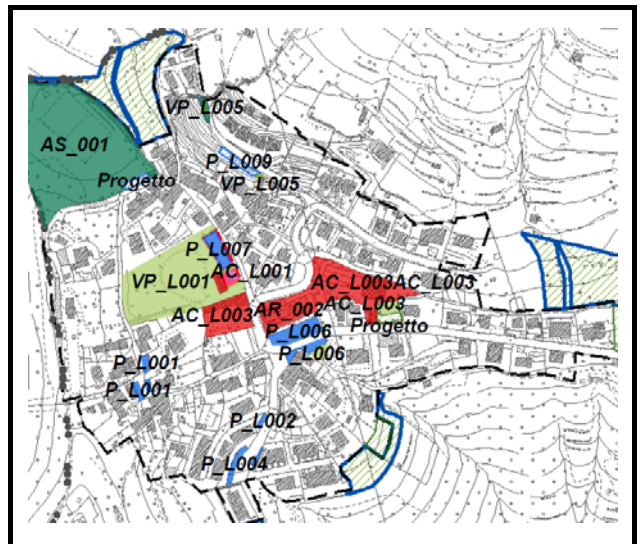 VP_L005
AS_001
P_L009
Progetto
VP_L005
P_L007
AC_L001
VP_L001
AC_L003AC_L003
AC_L003
AR_002
AC_L003
Progetto
P_L006
P_L006
P_L001
P_L001
P_L002
P_L004